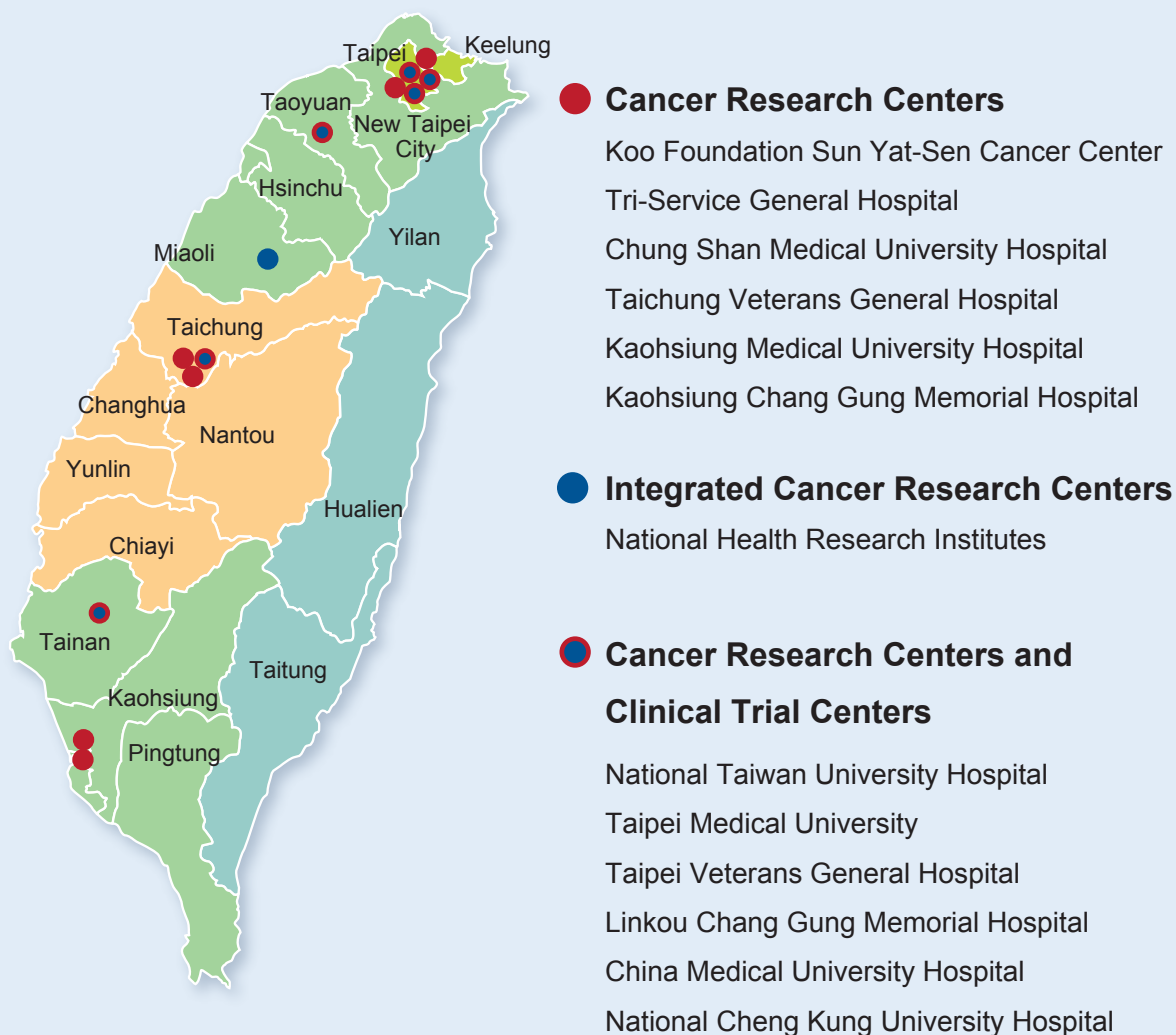 Taipei
Keelung
Taoyuan
New Taipei
City
Hsinchu
Yilan
Miaoli
Taichung
Changhua
Nantou
Yunlin
Hualien
Chiayi
Tainan
Taitung
Kaohsiung
Pingtung
Cancer Research Centers
Koo Foundation Sun Yat-Sen Cancer Center
Tri-Service General Hospital
Chung Shan Medical University Hospital
Taichung Veterans General Hospital
Kaohsiung Medical University Hospital
Kaohsiung Chang Gung Memorial Hospital
Integrated Cancer Research Centers
National Health Research Institutes
Cancer Research Centers and
Clinical Trial Centers
National Taiwan University Hospital
Taipei Medical University
Taipei Veterans General Hospital
Linkou Chang Gung Memorial Hospital
China Medical University Hospital
National Cheng Kung University Hospital